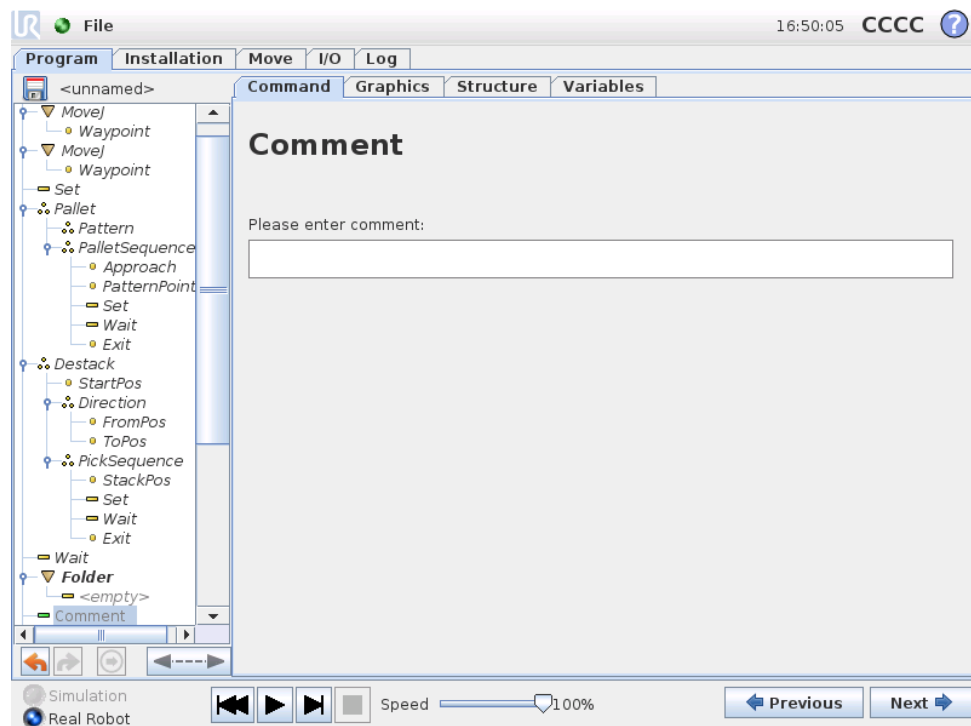 UR File 16:50:05 CCCC ?
Program Installation Move I/O Log
<unnamed>
Command Graphics Structure Variables
MoveJ
Waypoint
MoveJ
Waypoint
Set
Pallet
Pattern
PalletSequence
Approach
PatternPoint
Set
Wait
Exit
Destack
StartPos
Direction
FromPos
ToPos
PickSequence
StackPos
Set
Wait
Exit
Wait
Folder
<empty>
Comment
Comment
Please enter comment:
Simulation
Real Robot
Speed 100%
Previous Next